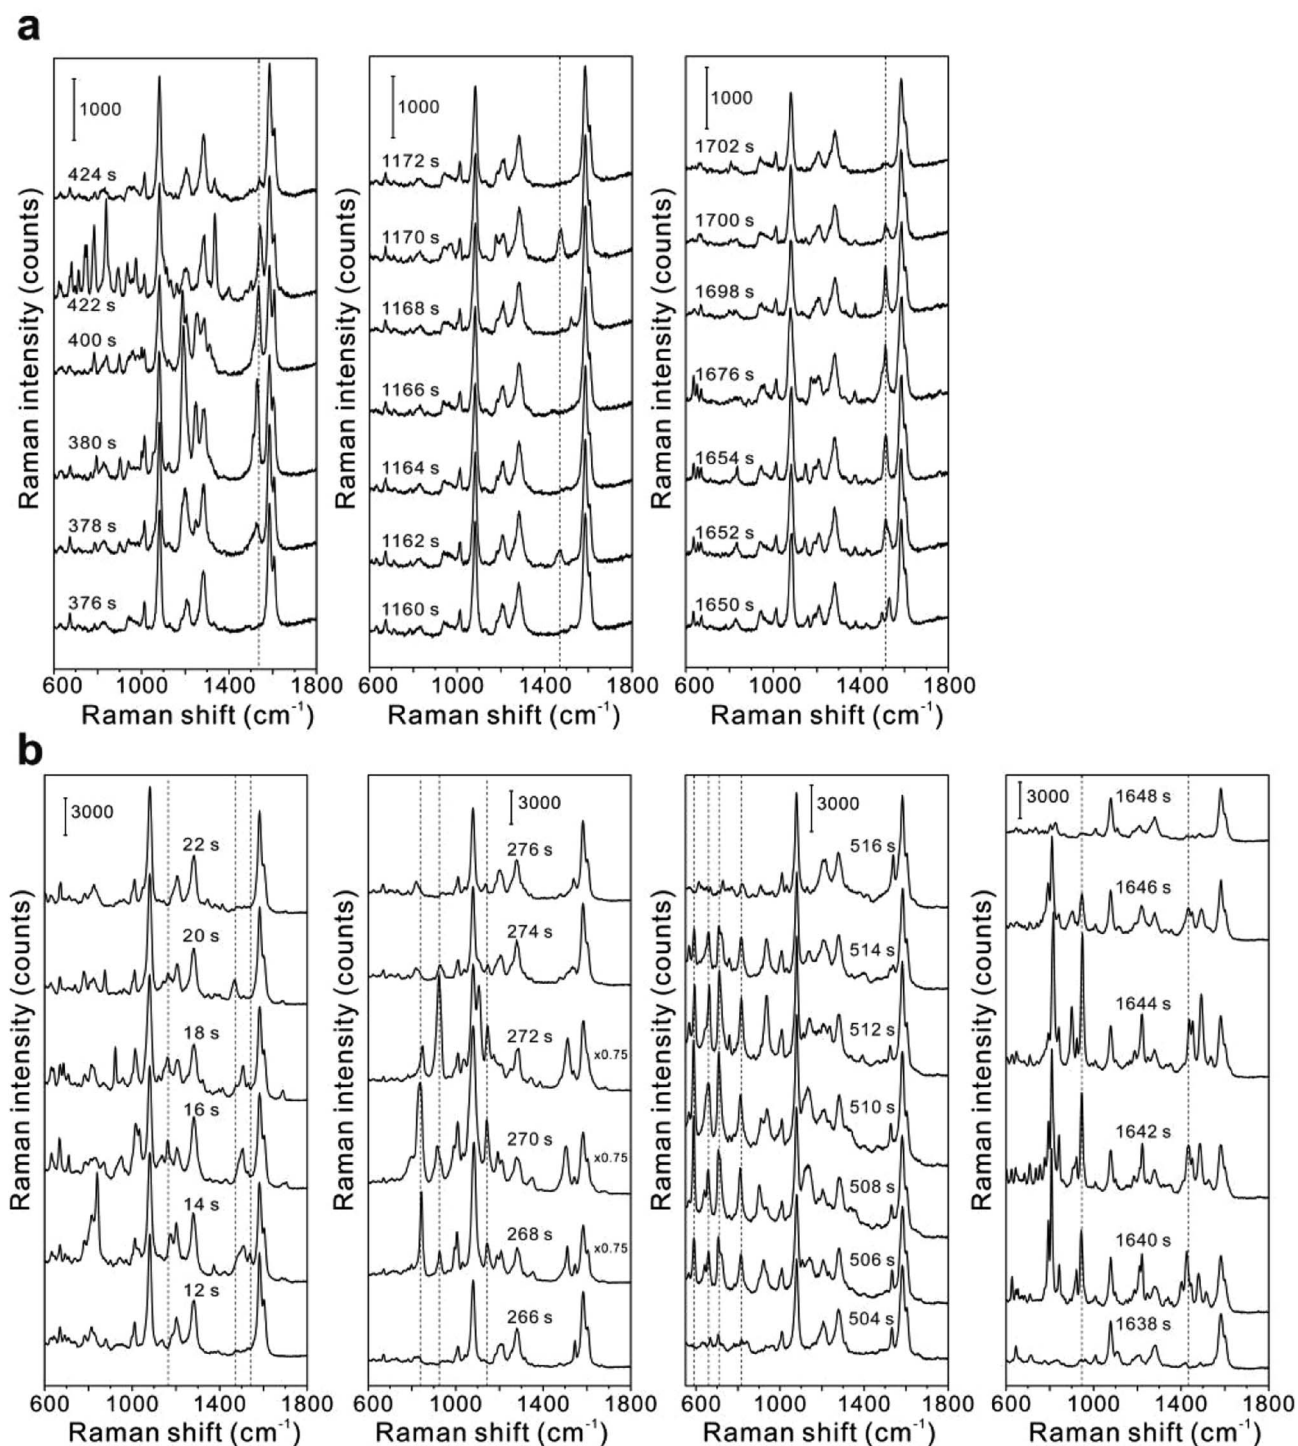 a
Raman intensity (counts)
1000
424 s
422 s
400 s
380 s
378 s
376 s
600 1000 1400 1800
Raman shift (cm⁻¹)
Raman intensity (counts)
1000
1172 s
1170 s
1168 s
1166 s
1164 s
1162 s
1160 s
600 1000 1400 1800
Raman shift (cm⁻¹)
Raman intensity (counts)
1000
1702 s
1700 s
1698 s
1676 s
1654 s
1652 s
1650 s
600 1000 1400 1800
Raman shift (cm⁻¹)
b
Raman intensity (counts)
3000
22 s
20 s
18 s
16 s
14 s
12 s
600 1000 1400 1800
Raman shift (cm⁻¹)
Raman intensity (counts)
3000
276 s
274 s
272 s
x0.75
270 s
x0.75
268 s
x0.75
266 s
600 1000 1400 1800
Raman shift (cm⁻¹)
Raman intensity (counts)
3000
516 s
514 s
512 s
510 s
508 s
506 s
504 s
600 1000 1400 1800
Raman shift (cm⁻¹)
Raman intensity (counts)
3000
1648 s
1646 s
1644 s
1642 s
1640 s
1638 s
600 1000 1400 1800
Raman shift (cm⁻¹)